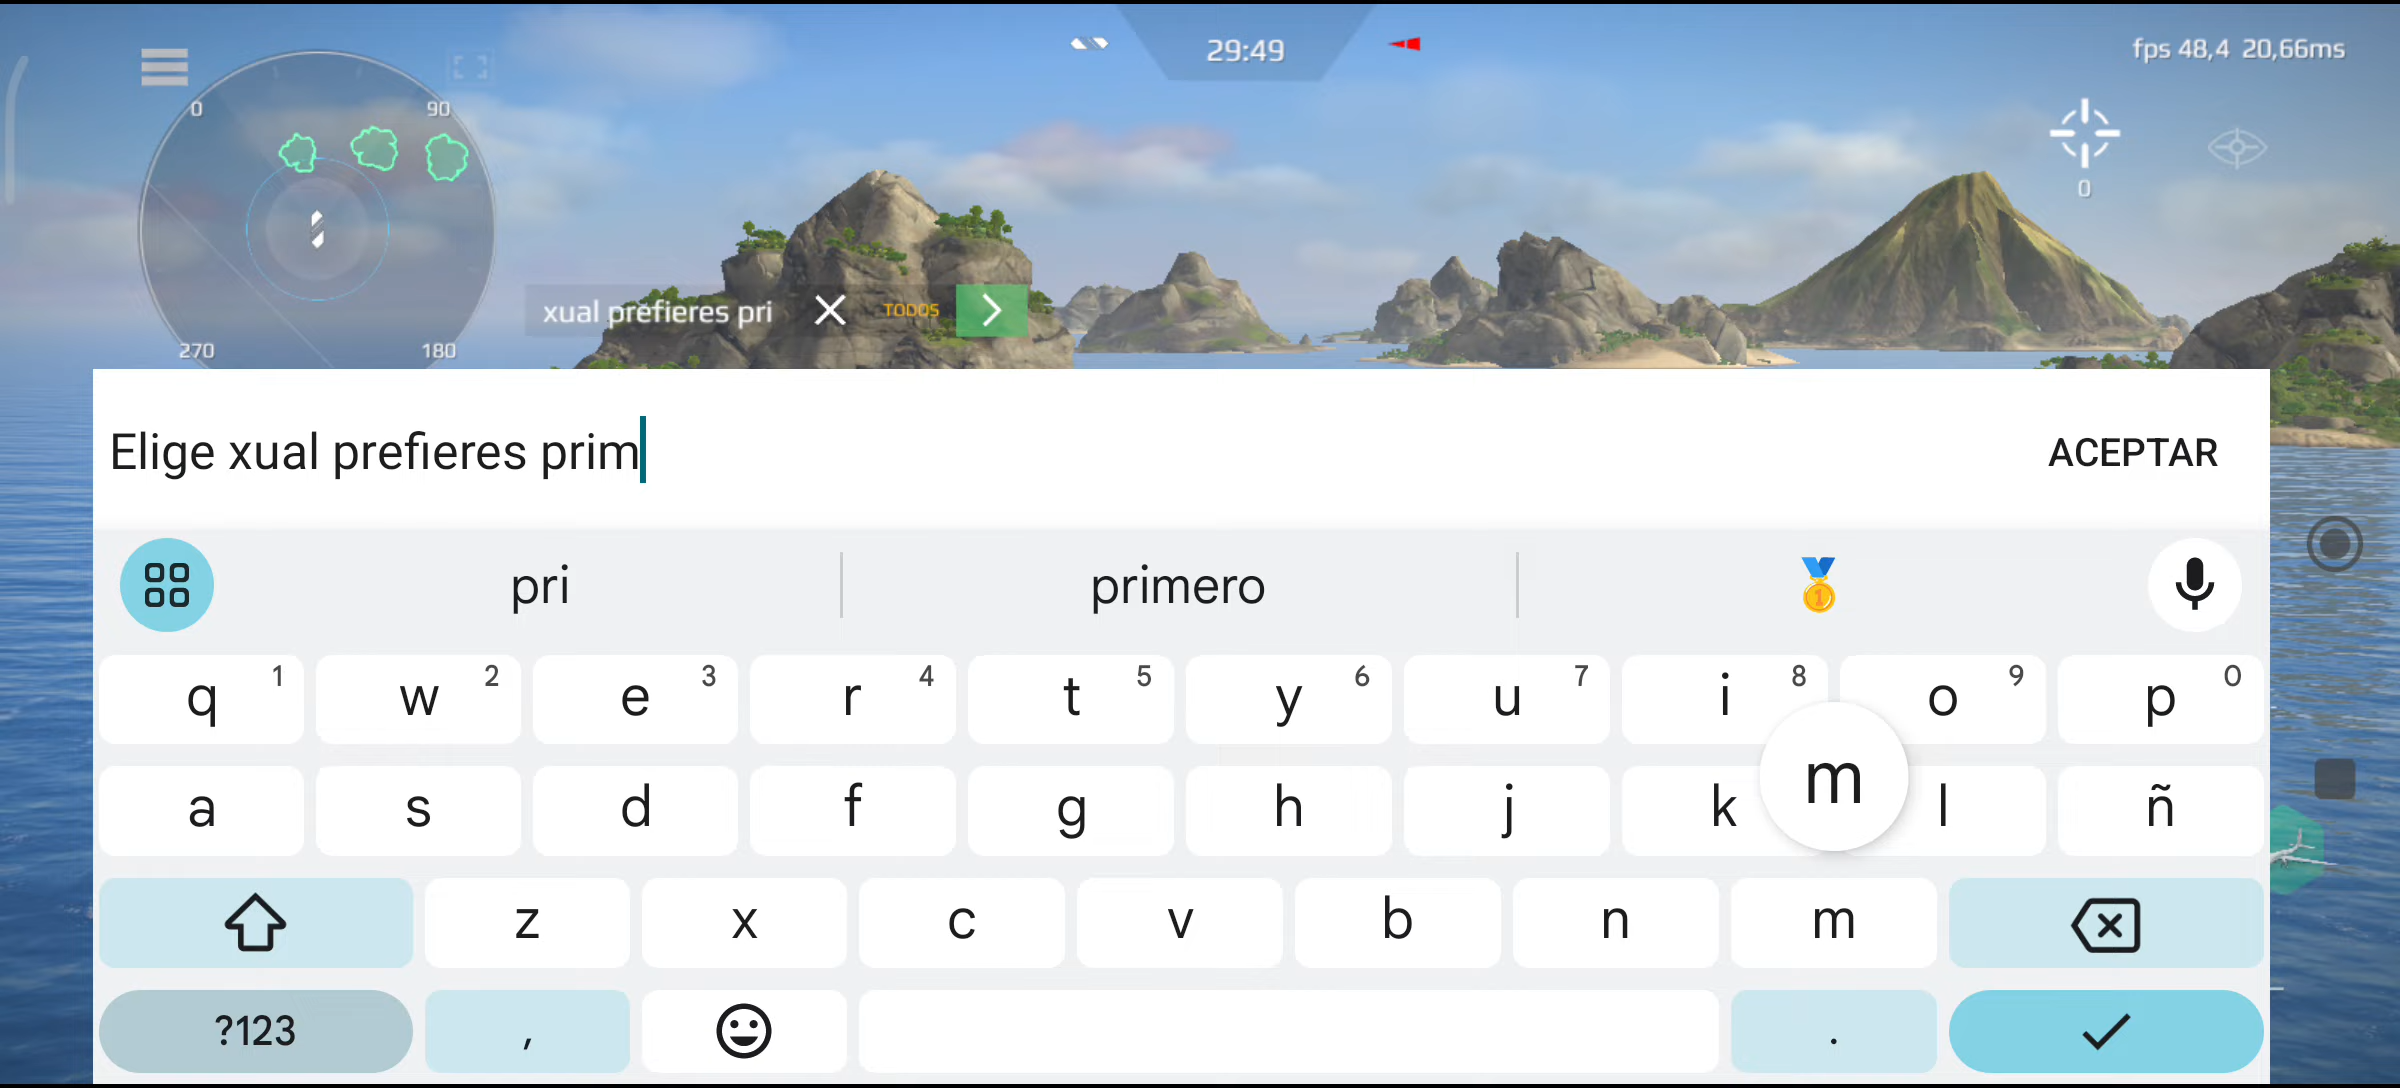 29:49
fps 48,4 20,66ms
0
90
0
xual prefieres pri
TODOS
270
180
Elige xual prefieres prim
ACEPTAR
pri
primero
q 1 w 2 e 3 r 4 t 5 y 6 u 7 i 8 o 9 p 0
a s d f g h j k m l ñ
z x c v b n m
?123 , .